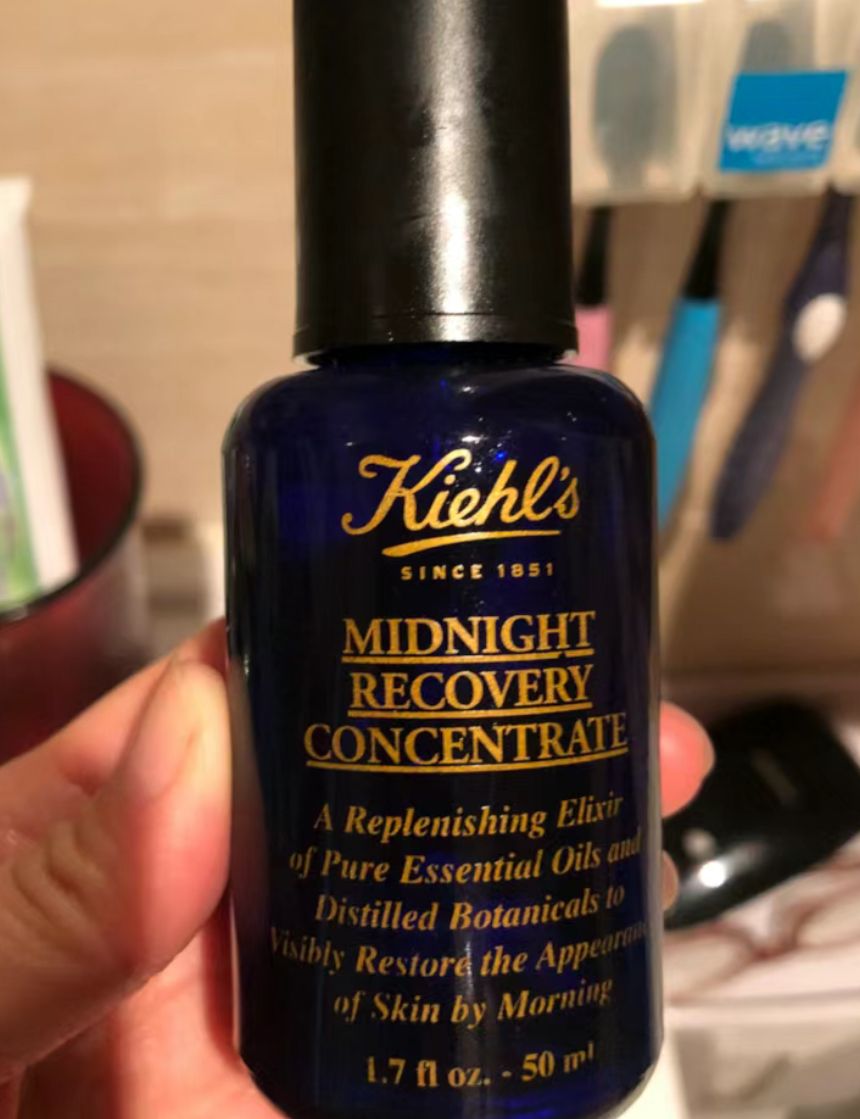 wave
Kiehl's
SINCE 1851
MIDNIGHT
RECOVERY
CONCENTRATE
A Replenishing Elixir
of Pure Essential Oils and
Distilled Botanicals to
Visibly Restore the
of Skin by Morning
1.7 fl oz. - 50 ml